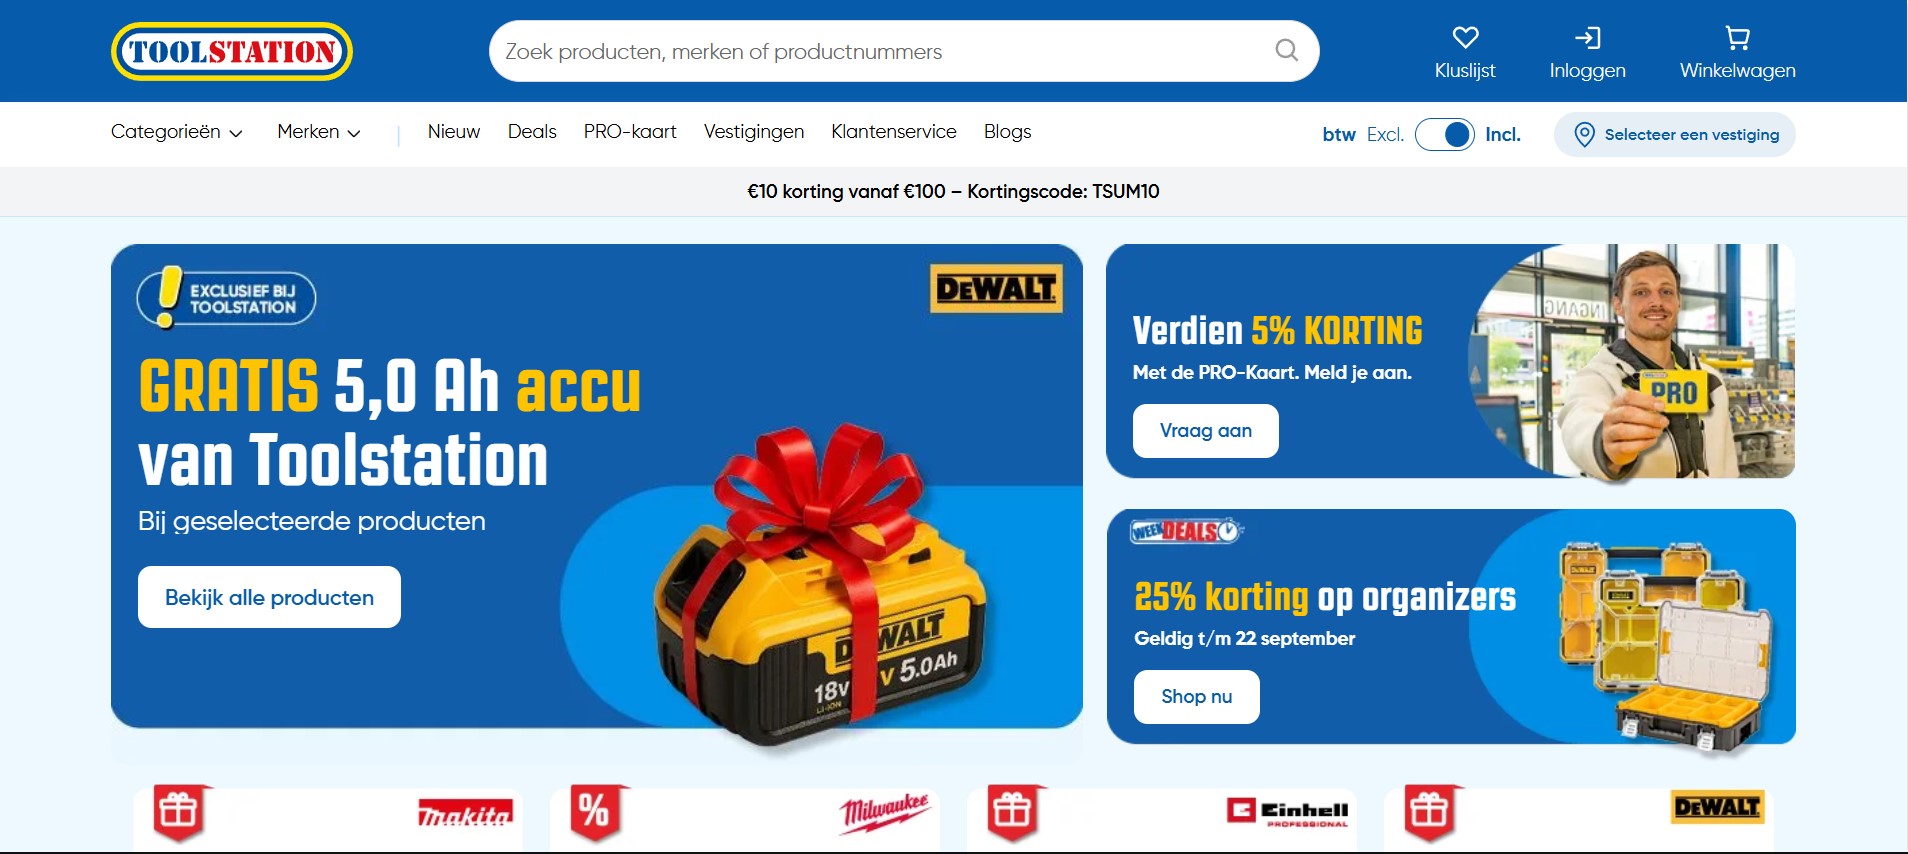 TOOLSTATION
Zoek producten, merken of productnummers
Kluslijst
Inloggen
Winkelwagen
Categorieën
Merken
Nieuw
Deals
PRO-kaart
Vestigingen
Klantenservice
Blogs
btw Excl. Incl.
Selecteer een vestiging
€10 korting vanaf €100 – Kortingscode: TSUM10
EXCLUSIEF BIJ
TOOLSTATION
DEWALT
GRATIS 5,0 Ah accu
van Toolstation
Bij geselecteerde producten
Bekijk alle producten
DEWALT
18V 5.0Ah
LI-ION
Verdien 5% KORTING
Met de PRO-Kaart. Meld je aan.
Vraag aan
INGANG
PRO
WEEKDEALS
25% korting op organizers
Geldig t/m 22 september
Shop nu
DEWALT
makita
%
Milwaukee
Einhell
PROFESSIONAL
DEWALT